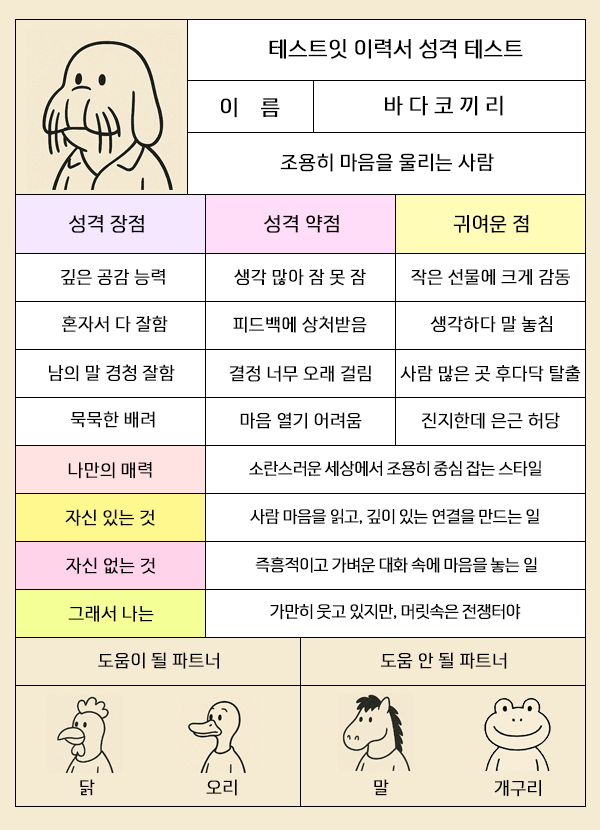 테스트잇 이력서 성격 테스트
이 름
바 다 코 끼 리
조용히 마음을 울리는 사람
성격 장점
성격 약점
귀여운 점
깊은 공감 능력
생각 많아 잠 못 잠
작은 선물에 크게 감동
혼자서 다 잘함
피드백에 상처받음
생각하다 말 놓침
남의 말 경청 잘함
결정 너무 오래 걸림
사람 많은 곳 후다닥 탈출
묵묵한 배려
마음 열기 어려움
진지한데 은근 허당
나만의 매력
소란스러운 세상에서 조용히 중심 잡는 스타일
자신 있는 것
사람 마음을 읽고, 깊이 있는 연결을 만드는 일
자신 없는 것
즉흥적이고 가벼운 대화 속에 마음을 놓는 일
그래서 나는
가만히 웃고 있지만, 머릿속은 전쟁터야
도움이 될 파트너
도움 안 될 파트너
닭
오리
말
개구리